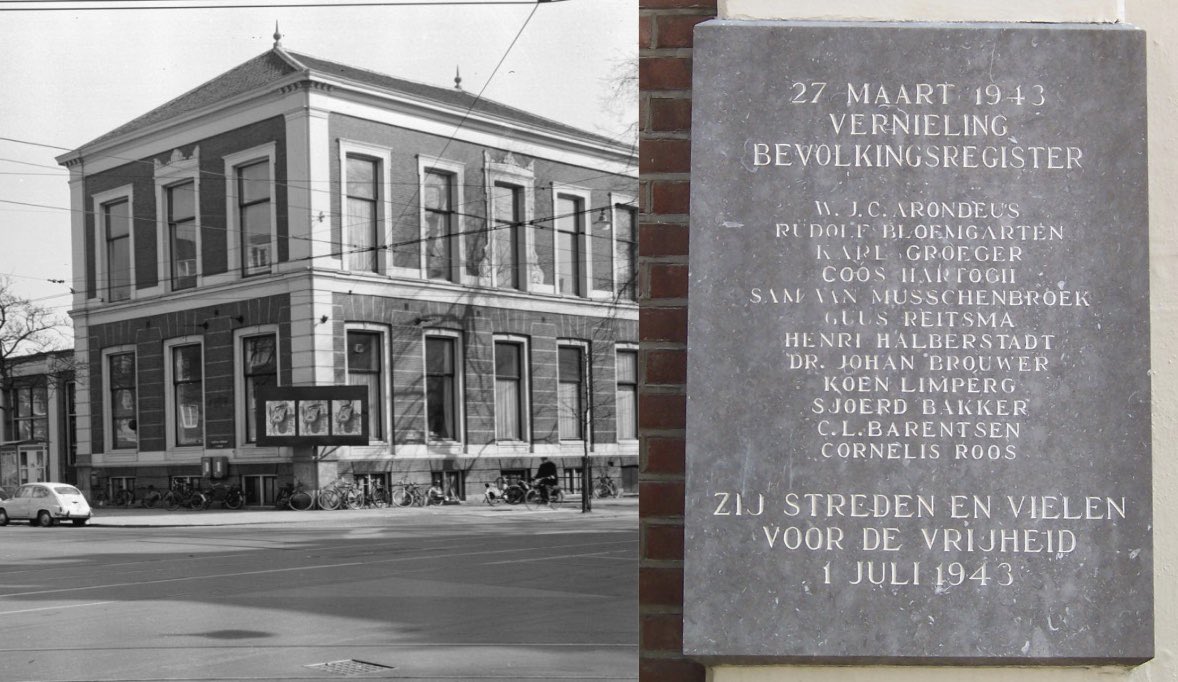 27 MAART 1943
VERNIELING
BEVOLKINGSREGISTER
W. J. C. ARONDEUS
RUDOLF BLOEMGARTEN
KARL GROEGER
COOS HARTOGH
SAM VAN MUSSCHENBROEK
GUUS REITSMA
HENRI HALBERSTADT
DR. JOHAN BROUWER
KOEN LIMPERG
SJOERD BAKKER
C. L. BARENTSEN
CORNELIS ROOS
ZIJ STREDEN EN VIELEN
VOOR DE VRIJHEID
1 JULI 1943